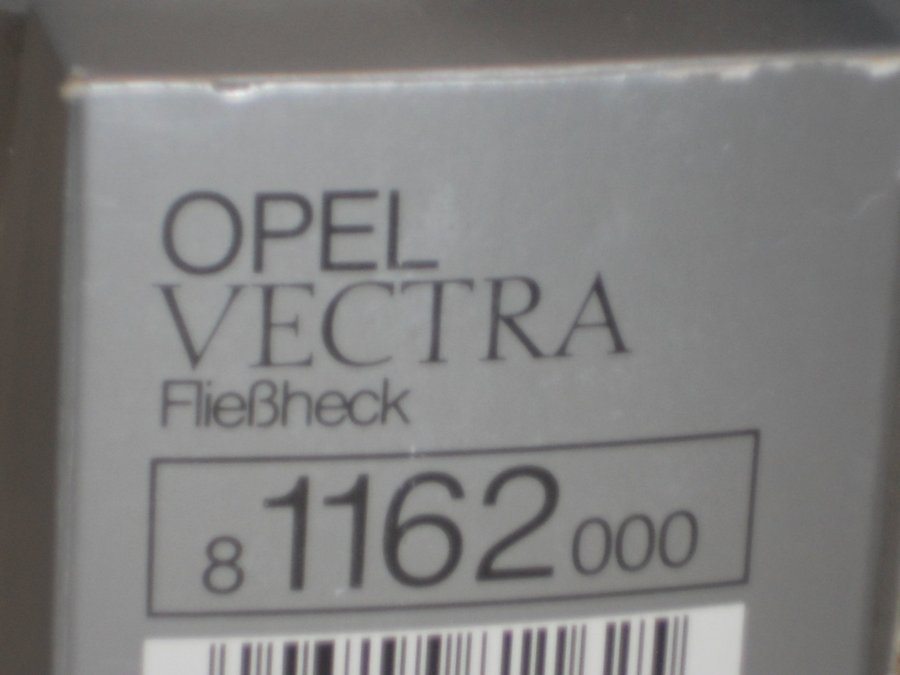 OPEL
VECTRA
Fließheck
8 1162 000